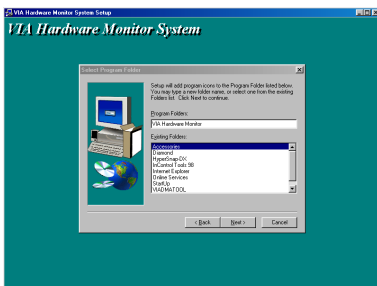 VIA Hardware Monitor System Setup
VIA Hardware Monitor System
Select Program Folder
Setup will add program icons to the Program Folder listed below.
You may type a new folder name, or select one from the existing
Folders list. Click Next to continue.
Program Folders:
VIA Hardware Monitor
Existing Folders:
Accessories
Diamond
HyperSnap-DX
InControl Tools 98
Internet Explorer
Online Services
StartUp
VIADMATOOL
< Back
Next >
Cancel